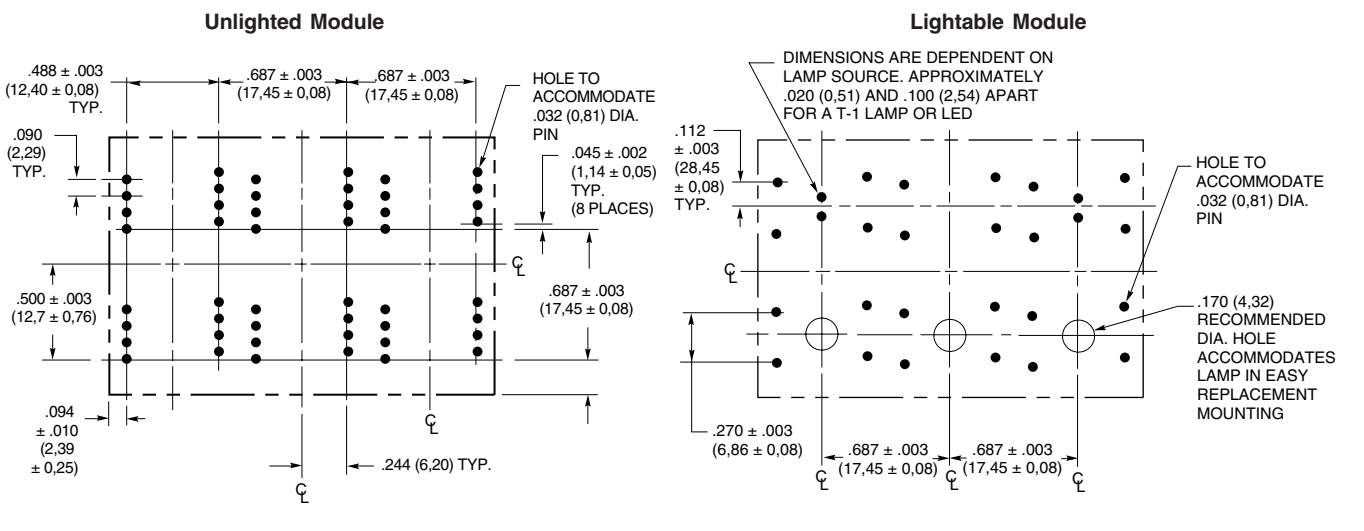 Unlighted Module
.488 ± .003
(12,40 ± 0,08)
TYP.
.687 ± .003
(17,45 ± 0,08)
.687 ± .003
(17,45 ± 0,08)
HOLE TO
ACCOMMODATE
.032 (0,81) DIA.
PIN
.090
(2,29)
TYP.
.045 ± .002
(1,14 ± 0,05)
TYP.
(8 PLACES)
℄
.500 ± .003
(12,7 ± 0,76)
.687 ± .003
(17,45 ± 0,08)
.094
± .010
(2,39
± 0,25)
℄
.244 (6,20) TYP.
℄
Lightable Module
DIMENSIONS ARE DEPENDENT ON
LAMP SOURCE. APPROXIMATELY
.020 (0,51) AND .100 (2,54) APART
FOR A T-1 LAMP OR LED
.112
± .003
(28,45
± 0,08)
TYP.
HOLE TO
ACCOMMODATE
.032 (0,81) DIA.
PIN
℄
.170 (4,32)
RECOMMENDED
DIA. HOLE
ACCOMMODATES
LAMP IN EASY
REPLACEMENT
MOUNTING
.270 ± .003
(6,86 ± 0,08)
.687 ± .003
(17,45 ± 0,08)
.687 ± .003
(17,45 ± 0,08)
℄ ℄ ℄